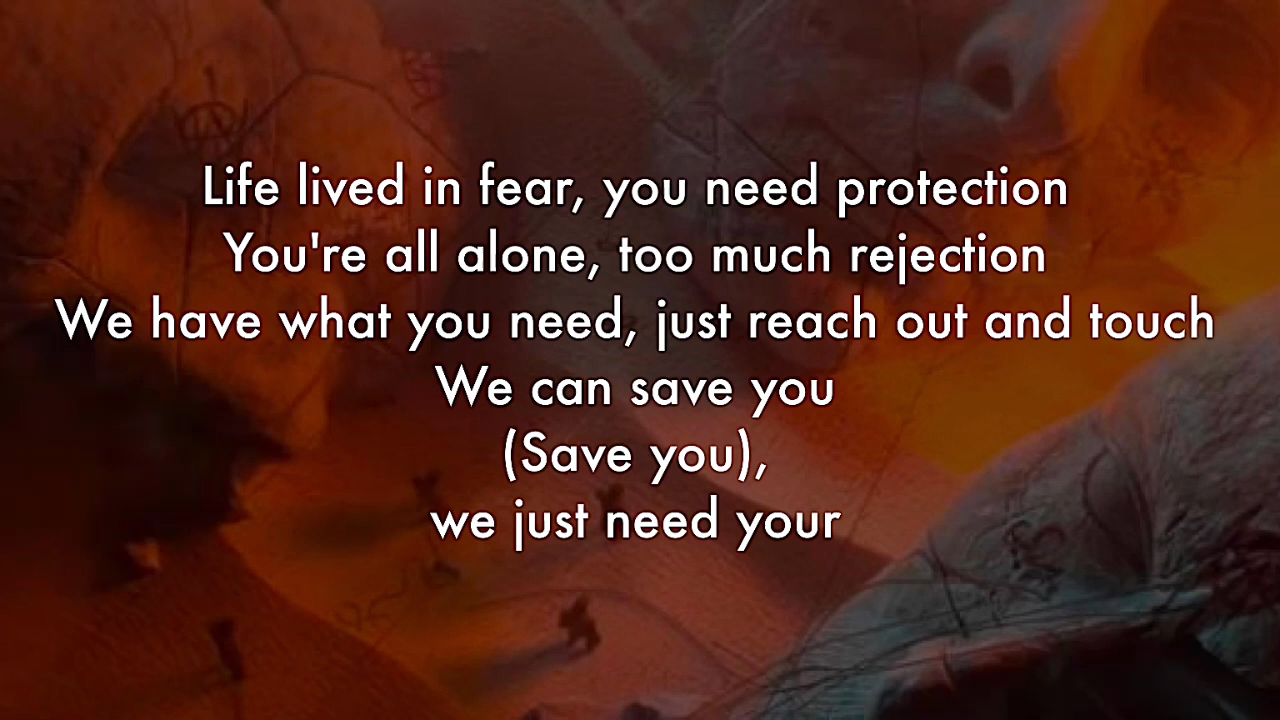 Life lived in fear, you need protection
You're all alone, too much rejection
We have what you need, just reach out and touch
We can save you
(Save you),
we just need your